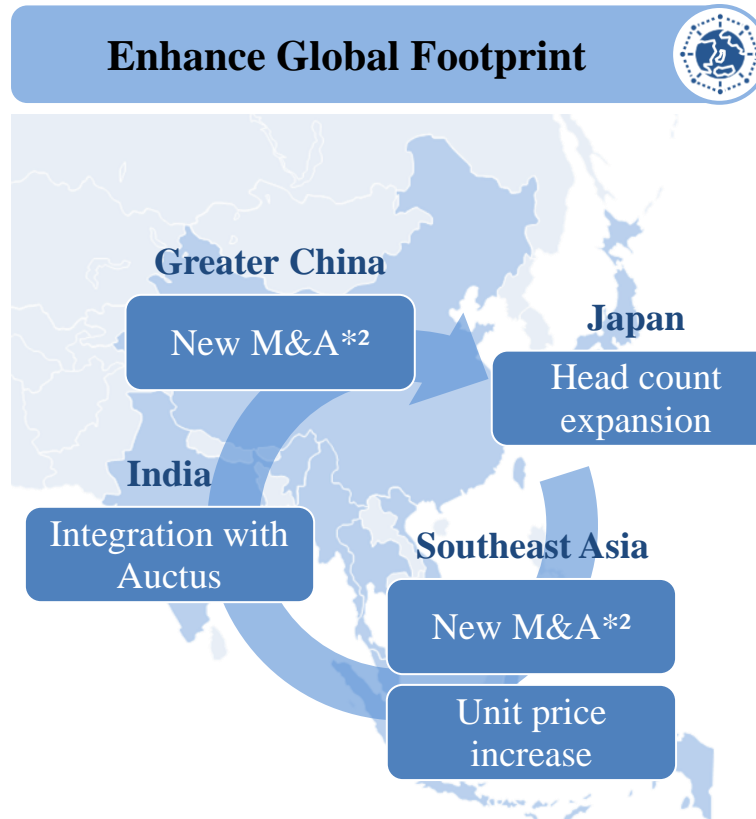 Enhance Global Footprint
Greater China
New M&A*²
Japan
Head count
expansion
India
Integration with
Auctus
Southeast Asia
New M&A*²
Unit price
increase